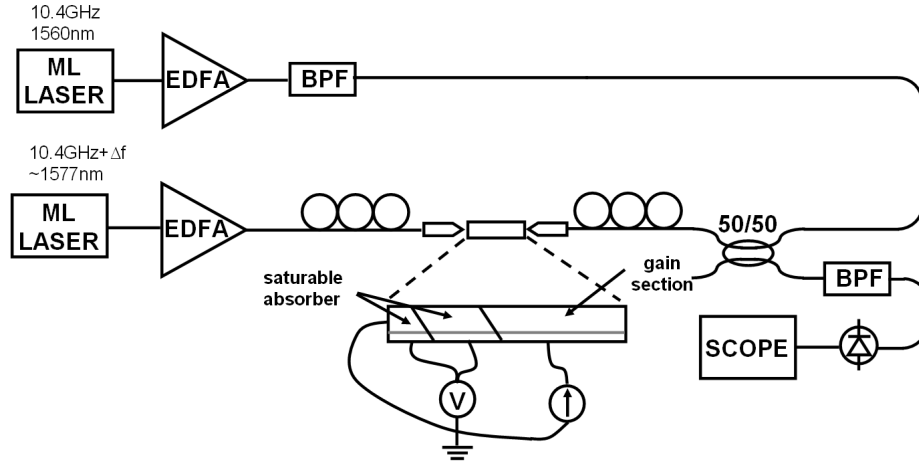 10.4GHz
1560nm
ML
LASER
EDFA
BPF
10.4GHz+ Δf
~1577nm
ML
LASER
EDFA
50/50
BPF
saturable
absorber
gain
section
SCOPE
V